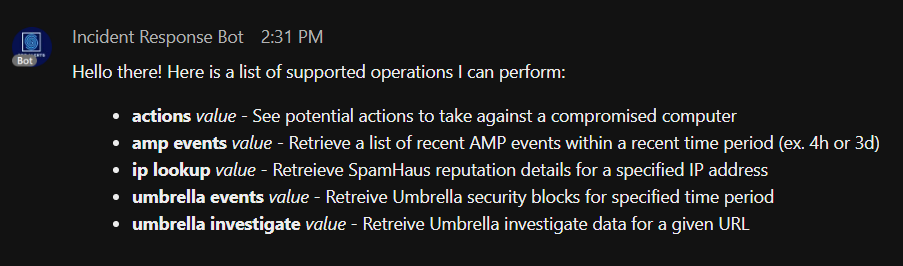 Incident Response Bot 2:31 PM
Bot
Hello there! Here is a list of supported operations I can perform:
actions value - See potential actions to take against a compromised computer
amp events value - Retrieve a list of recent AMP events within a recent time period (ex. 4h or 3d)
ip lookup value - Retreieve SpamHaus reputation details for a specified IP address
umbrella events value - Retreive Umbrella security blocks for specified time period
umbrella investigate value - Retreive Umbrella investigate data for a given URL